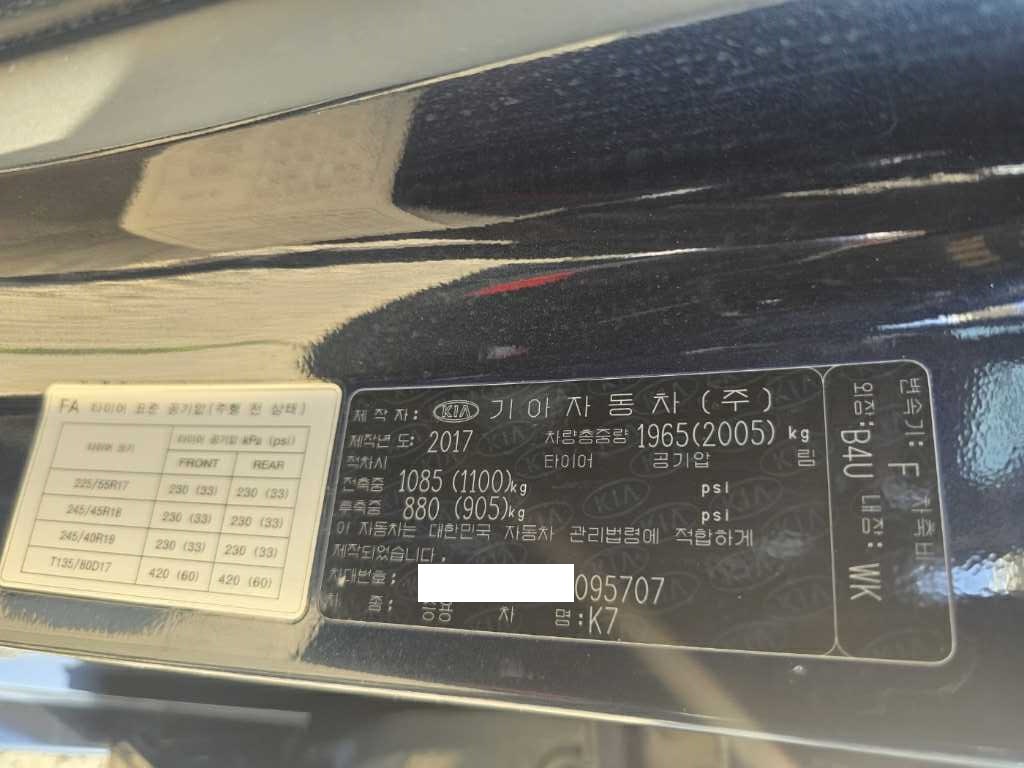 FA 타이어 표준 공기압(주행 전 상태)
타이어 크기 타이어 공기압 kPa (psi)
FRONT REAR
225/55R17 230 (33) 230 (33)
245/45R18 230 (33) 230 (33)
245/40R19 230 (33) 230 (33)
T135/80D17 420 (60) 420 (60)
제 작 자: KIA 기아자동차(주)
제작년도: 2017 차량총중량 1965(2005) kg
적차시 타이어 공기압 림
전축중 1085 (1100)kg psi
후축중 880 (905)kg psi
이 자동차는 대한민국 자동차 관리법령에 적합하게
제작되었습니다.
차대번호: 095707
차 종: 승용 차 명:K7
외장: B4U 내장: WK
변속기: F 차축비